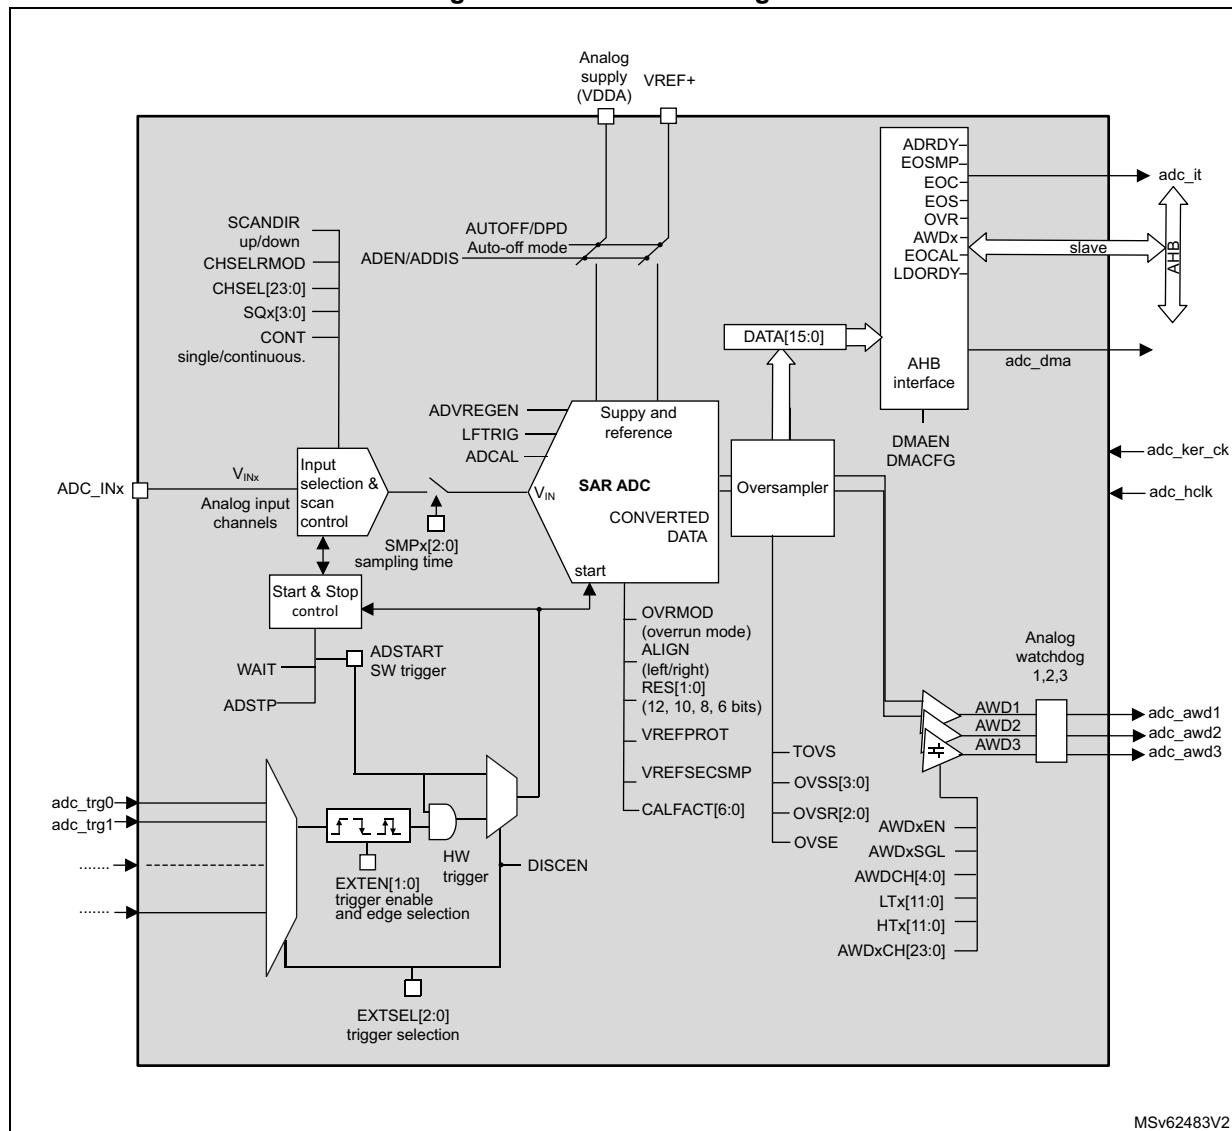 Analog
supply
(VDDA)
VREF+
ADRDY
EOSMP
EOC
EOS
OVR
AWDx
EOCAL
LDORDY
adc_it
slave
AHB
SCANDIR
up/down
CHSELRMOD
CHSEL[23:0]
SQx[3:0]
CONT
single/continuous.
AUTOFF/DPD
Auto-off mode
ADEN/ADDIS
DATA[15:0]
AHB
interface
adc_dma
DMAEN
DMACFG
adc_ker_ck
adc_hclk
ADVREGEN
LFTRIG
ADCAL
Suppy and
reference
SAR ADC
VIN
CONVERTED
DATA
start
Oversampler
ADC_INx
VINx
Analog input
channels
Input
selection &
scan
control
SMPx[2:0]
sampling time
Start & Stop
control
ADSTART
SW trigger
WAIT
ADSTP
OVRMOD
(overrun mode)
ALIGN
(left/right)
RES[1:0]
(12, 10, 8, 6 bits)
VREFPROT
VREFSECSMP
CALFACT[6:0]
TOVS
OVSS[3:0]
OVSR[2:0]
OVSE
Analog
watchdog
1,2,3
AWD1
AWD2
AWD3
adc_awd1
adc_awd2
adc_awd3
AWDxEN
AWDxSGL
AWDCH[4:0]
LTx[11:0]
HTx[11:0]
AWDxCH[23:0]
adc_trg0
adc_trg1
.......
.......
EXTEN[1:0]
trigger enable
and edge selection
HW
trigger
DISCEN
EXTSEL[2:0]
trigger selection
MSv62483V2